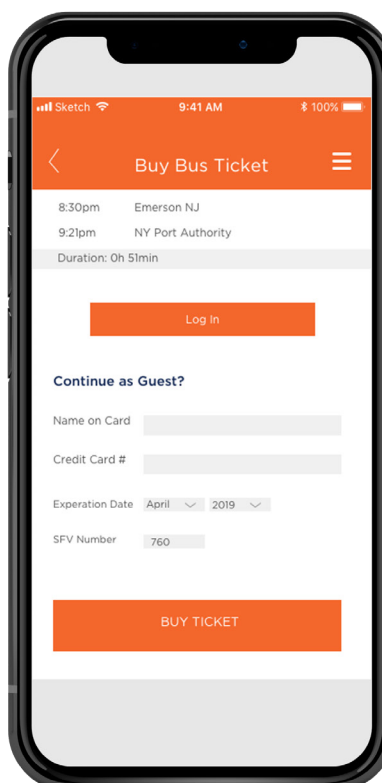 Sketch 9:41 AM 100%
Buy Bus Ticket
8:30pm Emerson NJ
9:21pm NY Port Authority
Duration: 0h 51min
Log In
Continue as Guest?
Name on Card
Credit Card #
Experation Date April 2019
SFV Number 760
BUY TICKET